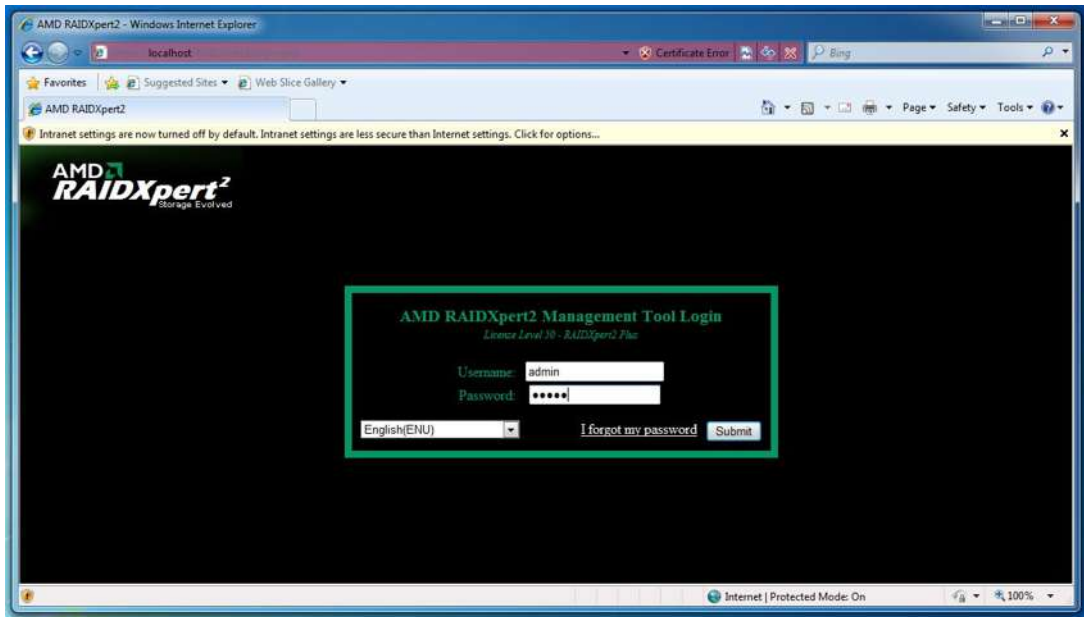 AMD RAIDXpert2 - Windows Internet Explorer
localhost
Certificate Error
Bing
Favorites
Suggested Sites
Web Slice Gallery
AMD RAIDXpert2
Page
Safety
Tools
Intranet settings are now turned off by default. Intranet settings are less secure than Internet settings. Click for options...
AMD
RAIDXpert2
Storage Evolved
AMD RAIDXpert2 Management Tool Login
Licence Level 30 - RAIDXpert2 Plus
Username: admin
Password:
English(ENU)
I forgot my password
Submit
Internet | Protected Mode: On
100%